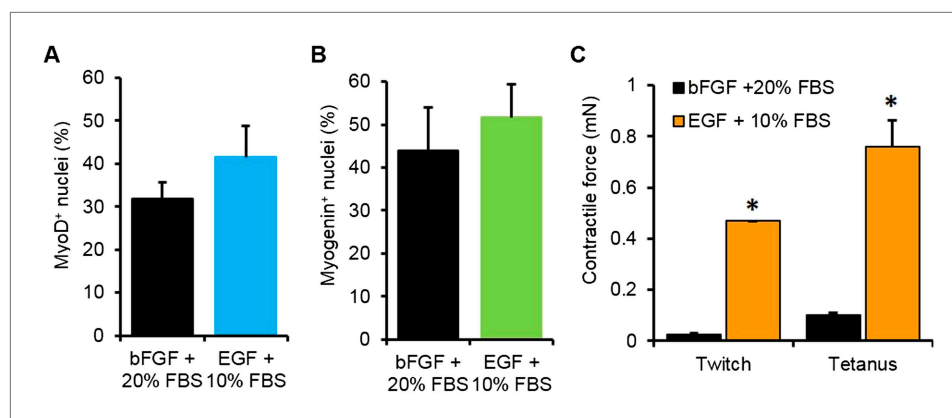 A
MyoD+ nuclei (%)
60
50
40
30
20
10
0
bFGF +
20% FBS
EGF +
10% FBS
B
Myogenin+ nuclei (%)
60
50
40
30
20
10
0
bFGF +
20% FBS
EGF +
10% FBS
C
Contractile force (mN)
1
0.8
0.6
0.4
0.2
0
bFGF +20% FBS
EGF + 10% FBS
*
*
Twitch
Tetanus